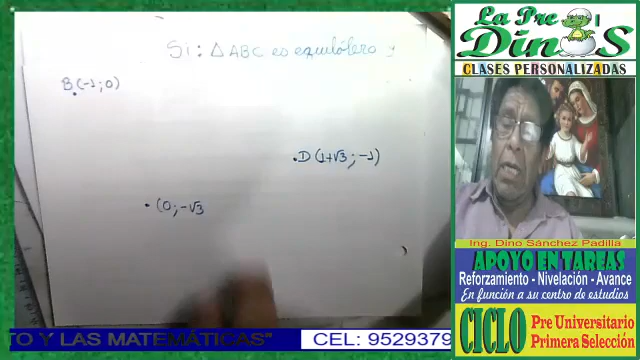 Si: △ ABC es equilátero y
B(-1; 0)
D(1+√3; -1)
(0; -√3
La Pre
Dinos
CLASES PERSONALIZADAS
Ing. Dino Sánchez Padilla
APOYO EN TAREAS
Reforzamiento - Nivelación - Avance
En función a su centro de estudios
CICLO Pre Universitario
Primera Selección
TO Y LAS MATEMÁTICAS"
CEL: 9529379